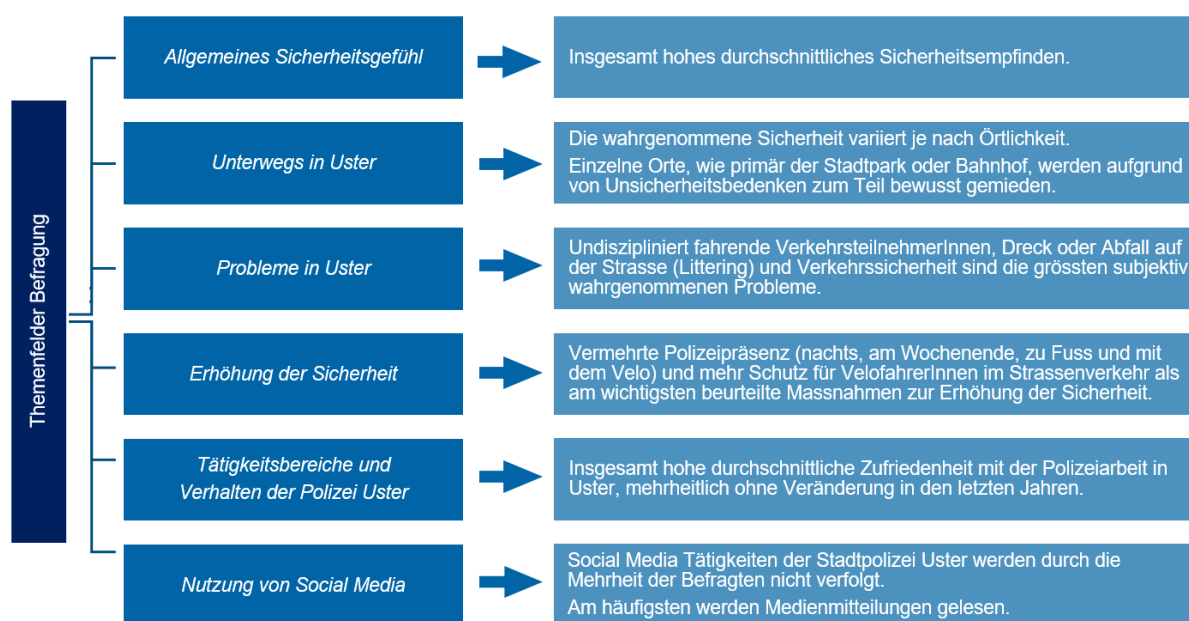 Themenfelder Befragung
Allgemeines Sicherheitsgefühl
Insgesamt hohes durchschnittliches Sicherheitsempfinden.
Unterwegs in Uster
Die wahrgenommene Sicherheit variiert je nach Örtlichkeit.
Einzelne Orte, wie primär der Stadtpark oder Bahnhof, werden aufgrund
von Unsicherheitsbedenken zum Teil bewusst gemieden.
Probleme in Uster
Undiszipliniert fahrende VerkehrsteilnehmerInnen, Dreck oder Abfall auf
der Strasse (Littering) und Verkehrssicherheit sind die grössten subjektiv
wahrgenommenen Probleme.
Erhöhung der Sicherheit
Vermehrte Polizeipräsenz (nachts, am Wochenende, zu Fuss und mit
dem Velo) und mehr Schutz für VelofahrerInnen im Strassenverkehr als
am wichtigsten beurteilte Massnahmen zur Erhöhung der Sicherheit.
Tätigkeitsbereiche und
Verhalten der Polizei Uster
Insgesamt hohe durchschnittliche Zufriedenheit mit der Polizeiarbeit in
Uster, mehrheitlich ohne Veränderung in den letzten Jahren.
Nutzung von Social Media
Social Media Tätigkeiten der Stadtpolizei Uster werden durch die
Mehrheit der Befragten nicht verfolgt.
Am häufigsten werden Medienmitteilungen gelesen.